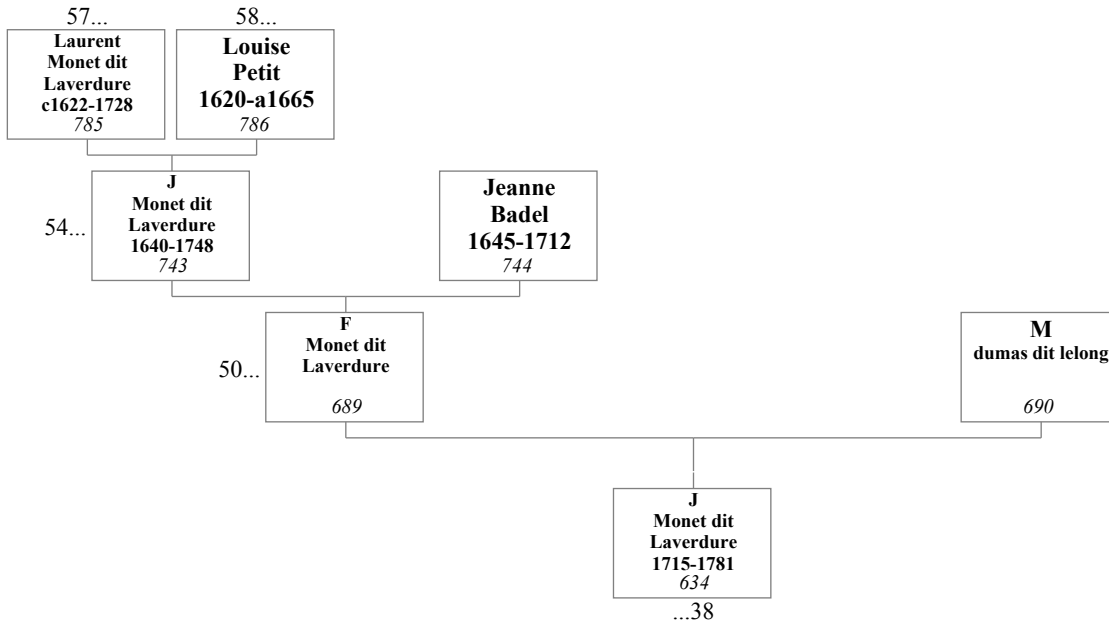 57...
58...
Laurent
Monet dit
Laverdure
c1622-1728
785
Louise
Petit
1620-a1665
786
54...
J
Monet dit
Laverdure
1640-1748
743
Jeanne
Badel
1645-1712
744
50...
F
Monet dit
Laverdure
689
M
dumas dit lelong
690
J
Monet dit
Laverdure
1715-1781
634
...38